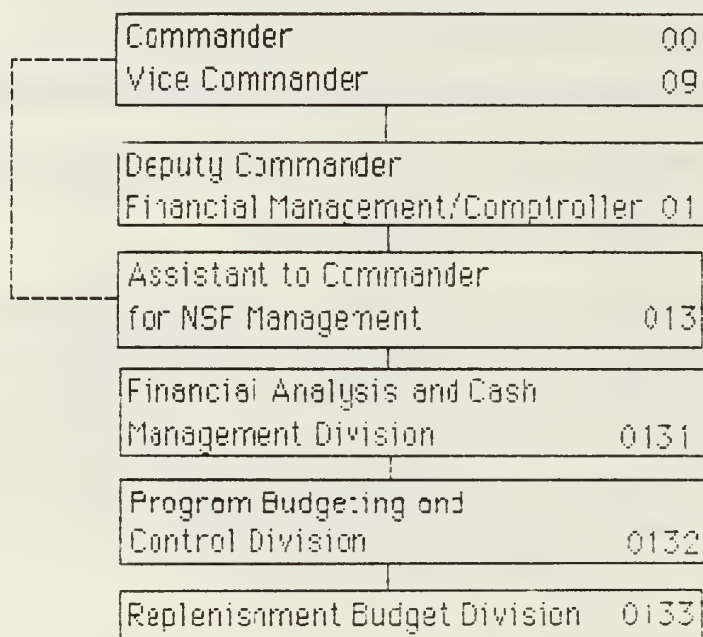 Commander 00
Vice Commander 09
Deputy Commander
Financial Management/Comptroller 01
Assistant to Commander
for NSF Management 013
Financial Analysis and Cash
Management Division 0131
Program Budgeting and
Control Division 0132
Replenishment Budget Division 0133